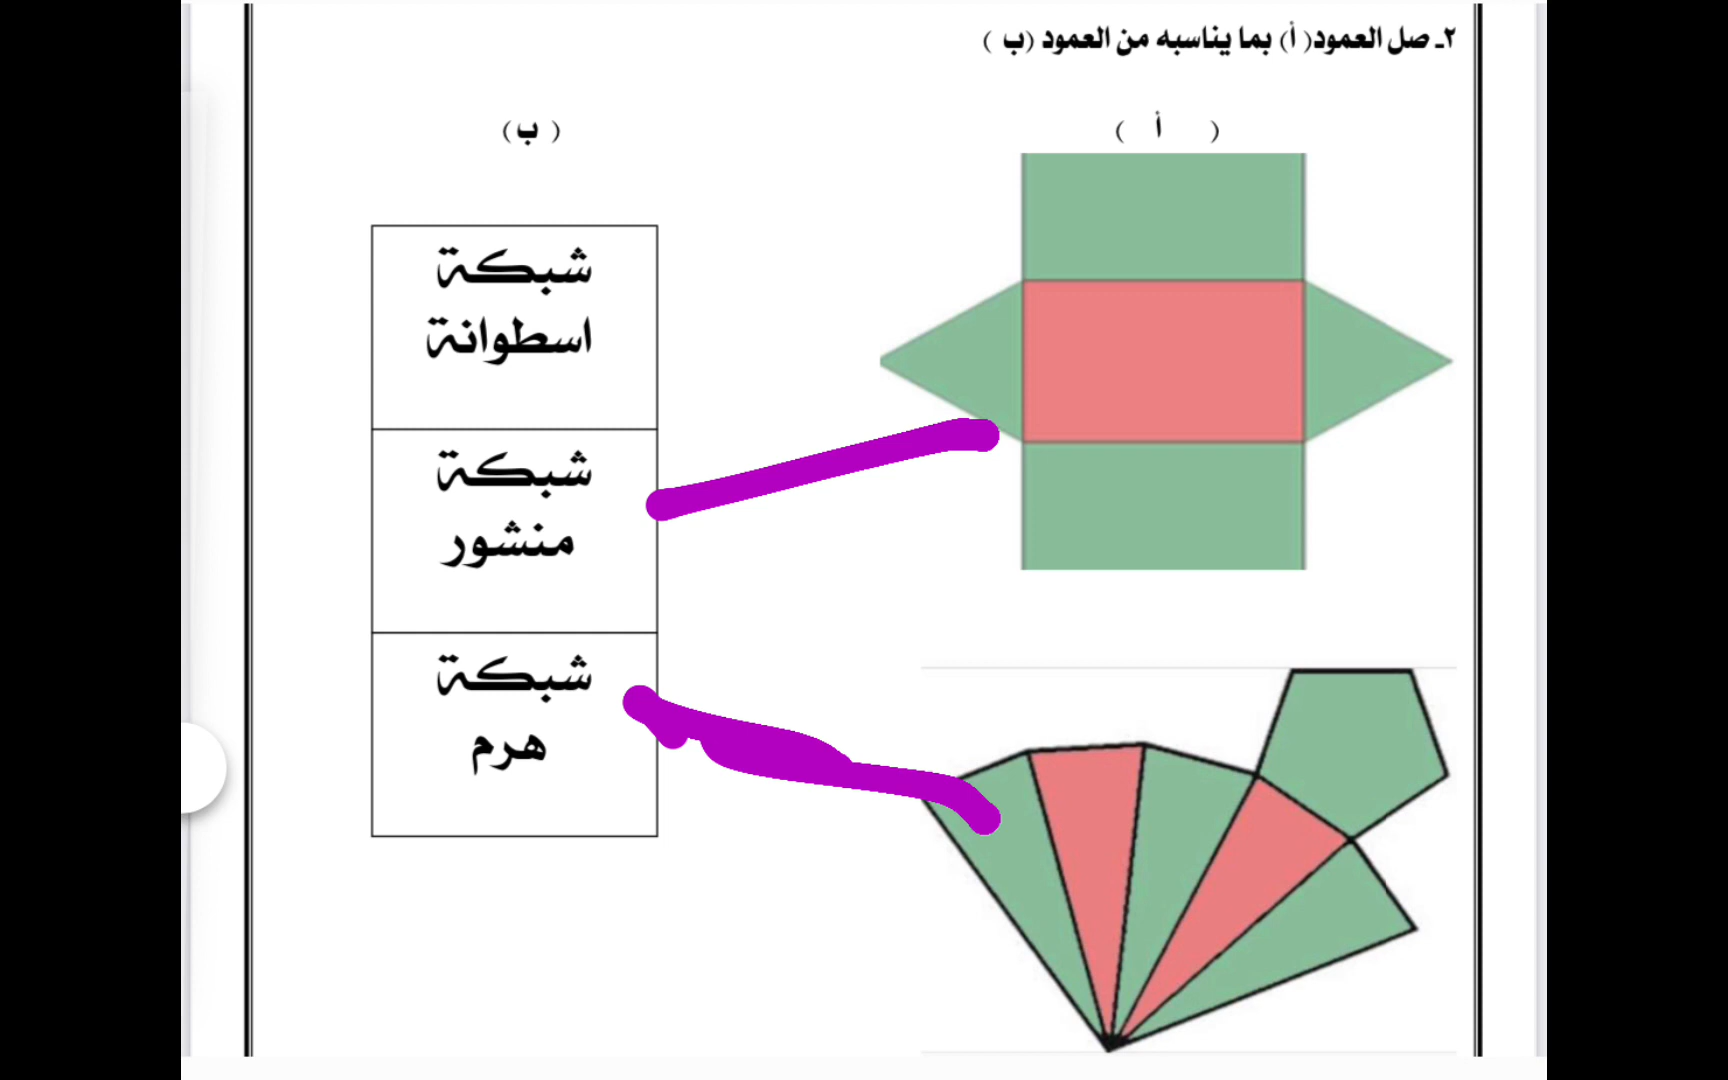 ٢ـ صل العمود( أ) بما يناسبه من العمود (ب )
( أ )
( ب )
شبكة
اسطوانة
شبكة
منشور
شبكة
هرم